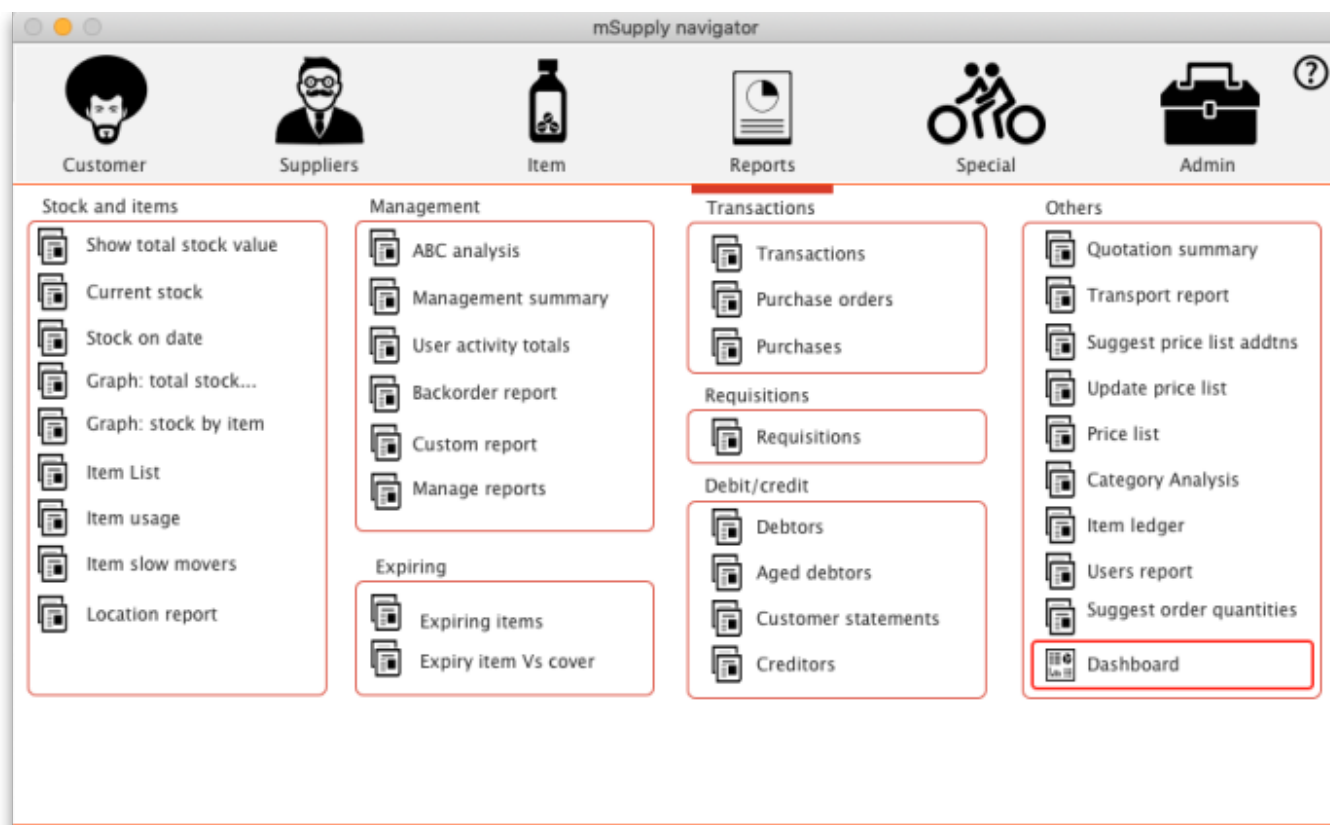 mSupply navigator
?
Customer
Suppliers
Item
Reports
Special
Admin
Stock and items
Show total stock value
Current stock
Stock on date
Graph: total stock...
Graph: stock by item
Item List
Item usage
Item slow movers
Location report
Management
ABC analysis
Management summary
User activity totals
Backorder report
Custom report
Manage reports
Expiring
Expiring items
Expiry item Vs cover
Transactions
Transactions
Purchase orders
Purchases
Requisitions
Requisitions
Debit/credit
Debtors
Aged debtors
Customer statements
Creditors
Others
Quotation summary
Transport report
Suggest price list addtns
Update price list
Price list
Category Analysis
Item ledger
Users report
Suggest order quantities
Dashboard